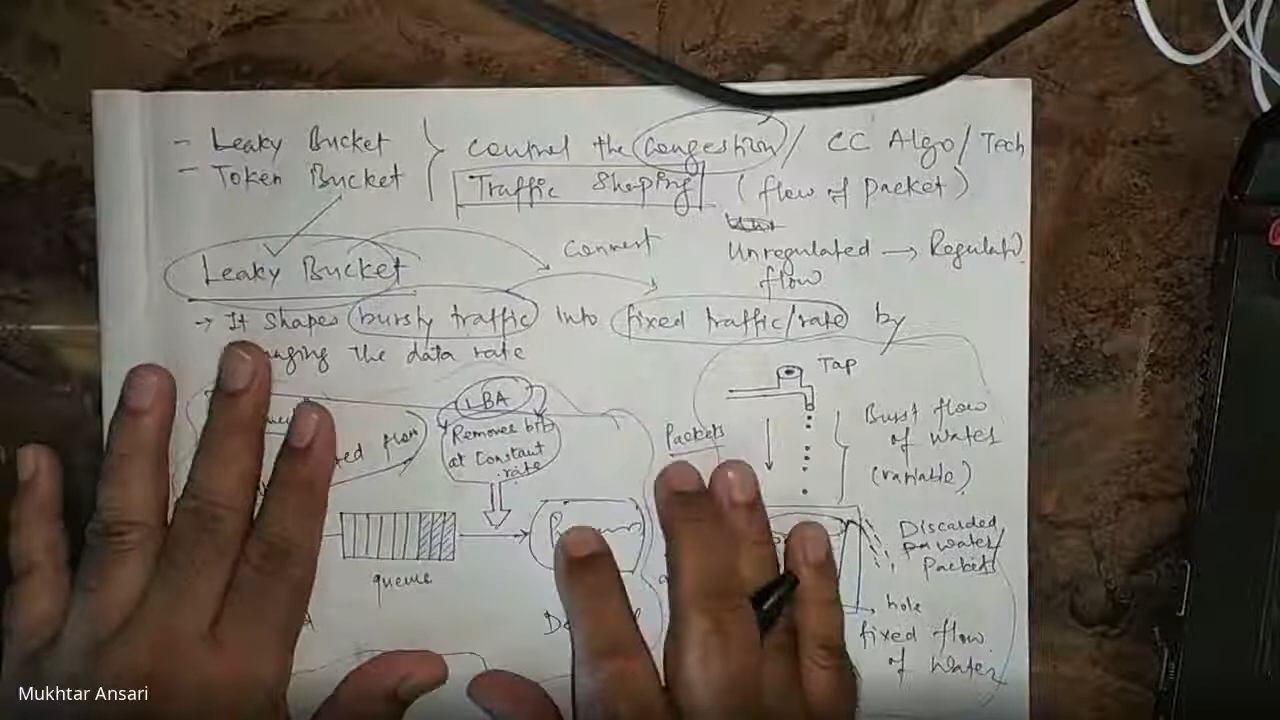 - Leaky Bucket
- Token Bucket
control the congestion / CC Algo / Tech
Traffic Shaping (flow of packet)
Unregulated → Regulati
flow
Leaky Bucket
convert
→ It shapes bursty traffic into fixed traffic/rate by
the data rate
Tap
LBA
Removes bits
at constant
rate
flow
Packets
Burst flow
of water
(variable)
Discarded
water/
Packets
queue
hole
fixed flow
of water
Mukhtar Ansari